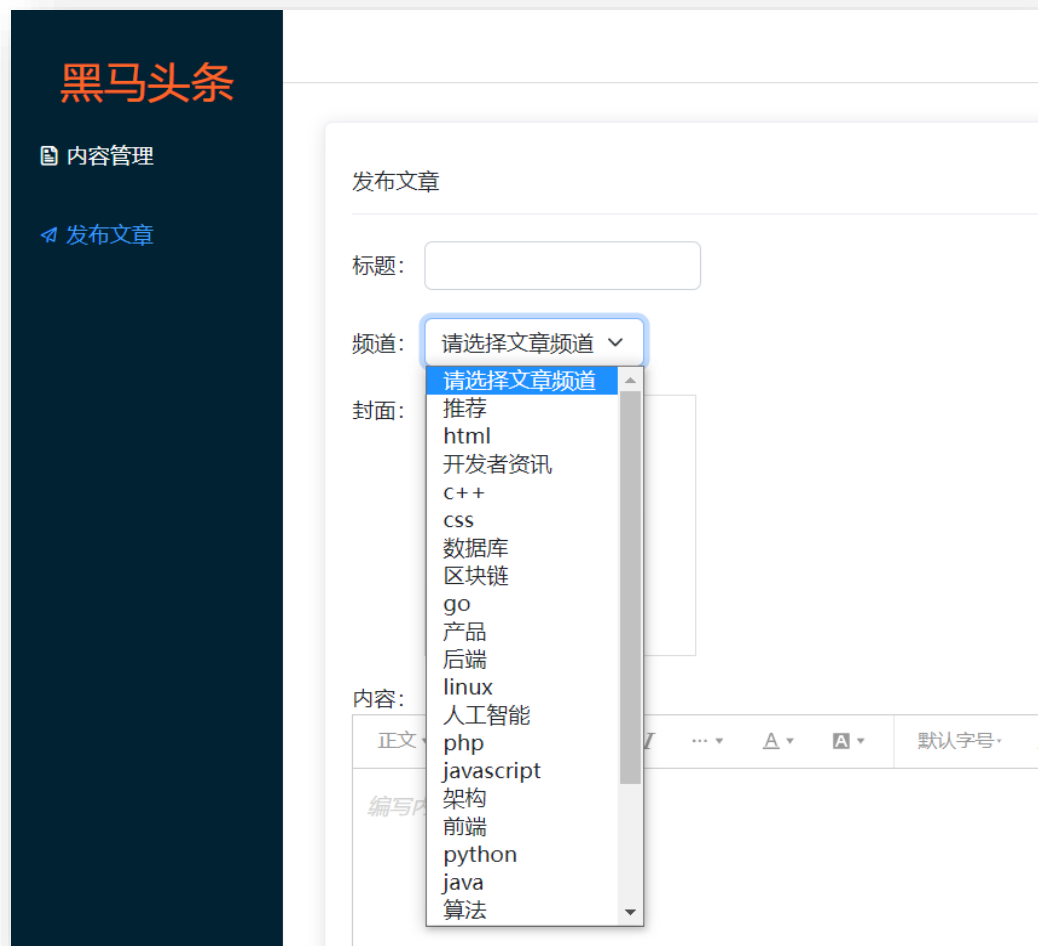 黑马头条
内容管理
发布文章
发布文章
标题：
频道：
请选择文章频道
请选择文章频道
推荐
html
开发者资讯
c++
css
数据库
区块链
go
产品
后端
linux
人工智能
php
javascript
架构
前端
python
java
算法
封面：
内容：
正文 I ··· A A 默认字号
编写内